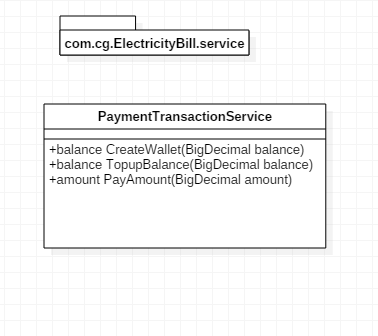 com.cg.ElectricityBill.service
PaymentTransactionService
+balance CreateWallet(BigDecimal balance)
+balance TopupBalance(BigDecimal balance)
+amount PayAmount(BigDecimal amount)